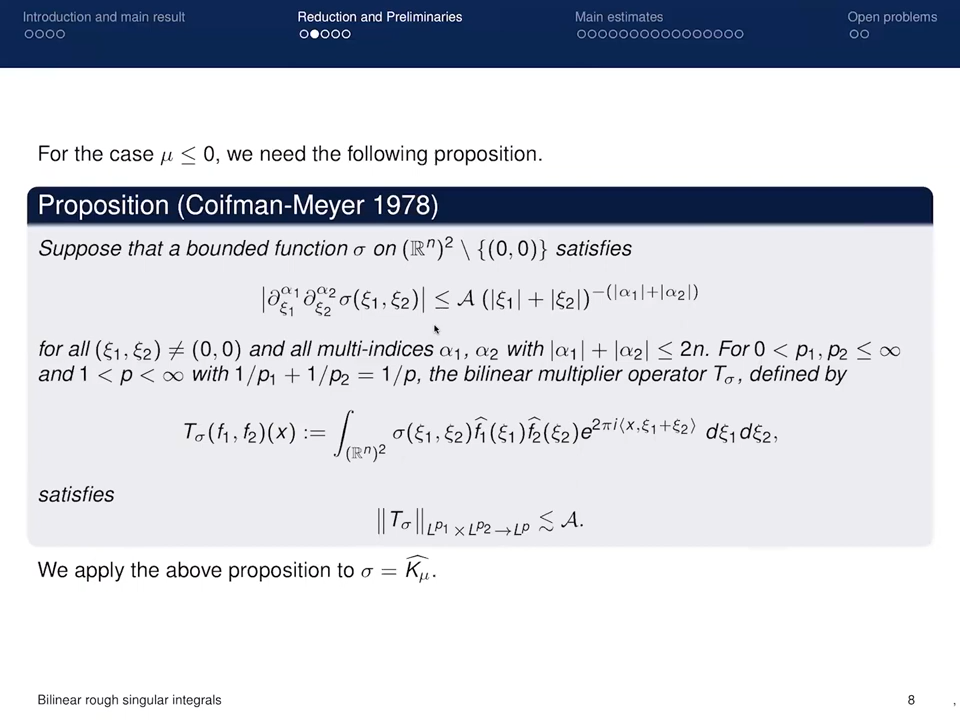 Introduction and main result Reduction and Preliminaries Main estimates Open problems
For the case μ ≤ 0, we need the following proposition.
Proposition (Coifman-Meyer 1978)
Suppose that a bounded function σ on (ℝⁿ)² \ {(0, 0)} satisfies
|∂_{ξ₁}^{α₁} ∂_{ξ₂}^{α₂} σ(ξ₁, ξ₂)| ≤ 𝒜 (|ξ₁| + |ξ₂|)^{−(|α₁|+|α₂|)}
for all (ξ₁, ξ₂) ≠ (0, 0) and all multi-indices α₁, α₂ with |α₁| + |α₂| ≤ 2n. For 0 < p₁, p₂ ≤ ∞
and 1 < p < ∞ with 1/p₁ + 1/p₂ = 1/p, the bilinear multiplier operator T_σ, defined by
T_σ(f₁, f₂)(x) := ∫_{(ℝⁿ)²} σ(ξ₁, ξ₂) f̂₁(ξ₁) f̂₂(ξ₂) e^{2πi⟨x,ξ₁+ξ₂⟩} dξ₁dξ₂,
satisfies
‖T_σ‖_{L^{p₁}×L^{p₂}→L^p} ≲ 𝒜.
We apply the above proposition to σ = \widehat{K_μ}.
Bilinear rough singular integrals 8 ,